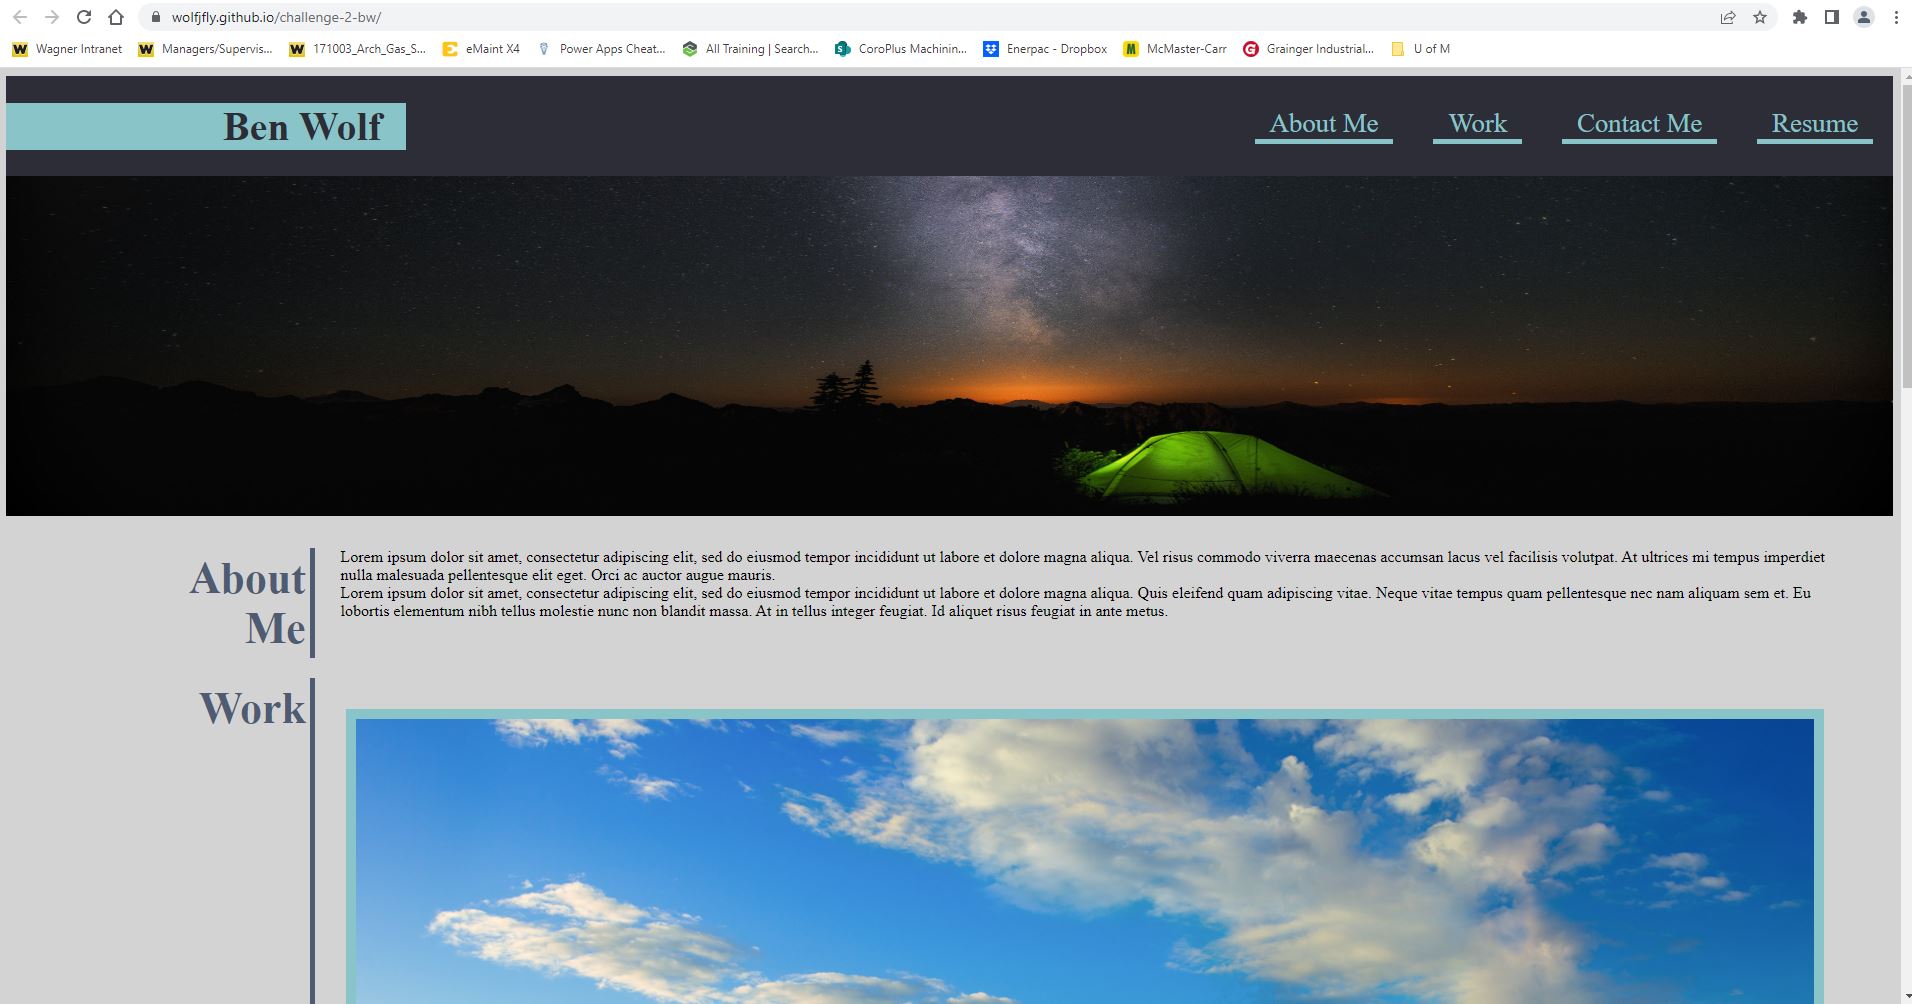 wolfjfly.github.io/challenge-2-bw/
Wagner Intranet Managers/Supervis... 171003_Arch_Gas_S... eMaint X4 Power Apps Cheat... All Training | Search... CoroPlus Machinin... Enerpac - Dropbox McMaster-Carr Grainger Industrial... U of M
Ben Wolf About Me Work Contact Me Resume
About
Me
Lorem ipsum dolor sit amet, consectetur adipiscing elit, sed do eiusmod tempor incididunt ut labore et dolore magna aliqua. Vel risus commodo viverra maecenas accumsan lacus vel facilisis volutpat. At ultrices mi tempus imperdiet
nulla malesuada pellentesque elit eget. Orci ac auctor augue mauris.
Lorem ipsum dolor sit amet, consectetur adipiscing elit, sed do eiusmod tempor incididunt ut labore et dolore magna aliqua. Quis eleifend quam adipiscing vitae. Neque vitae tempus quam pellentesque nec nam aliquam sem et. Eu
lobortis elementum nibh tellus molestie nunc non blandit massa. At in tellus integer feugiat. Id aliquet risus feugiat in ante metus.
Work